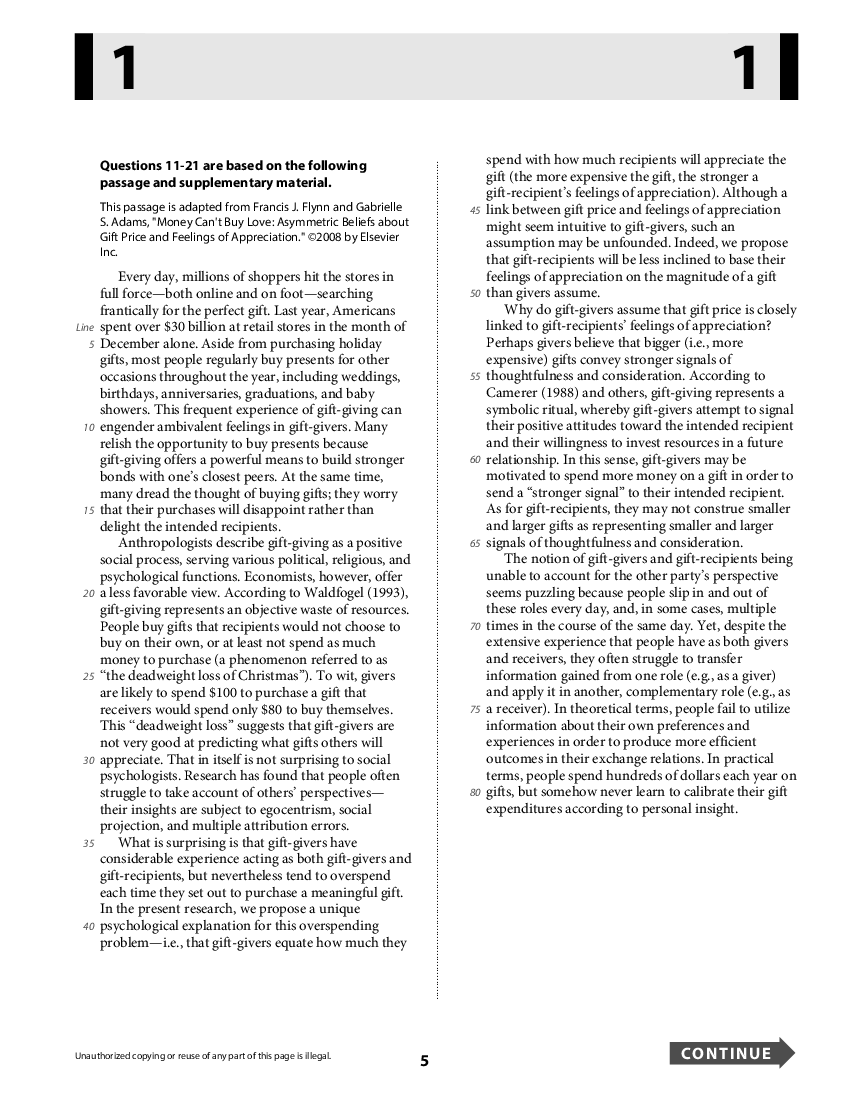 1
1
Questions 11-21 are based on the following
passage and supplementary material.
This passage is adapted from Francis J. Flynn and Gabrielle
S. Adams, "Money Can't Buy Love: Asymmetric Beliefs about
Gift Price and Feelings of Appreciation." ©2008 by Elsevier
Inc.
Every day, millions of shoppers hit the stores in
full force—both online and on foot—searching
frantically for the perfect gift. Last year, Americans
Line spent over $30 billion at retail stores in the month of
5 December alone. Aside from purchasing holiday
gifts, most people regularly buy presents for other
occasions throughout the year, including weddings,
birthdays, anniversaries, graduations, and baby
showers. This frequent experience of gift-giving can
10 engender ambivalent feelings in gift-givers. Many
relish the opportunity to buy presents because
gift-giving offers a powerful means to build stronger
bonds with one’s closest peers. At the same time,
many dread the thought of buying gifts; they worry
15 that their purchases will disappoint rather than
delight the intended recipients.
Anthropologists describe gift-giving as a positive
social process, serving various political, religious, and
psychological functions. Economists, however, offer
20 a less favorable view. According to Waldfogel (1993),
gift-giving represents an objective waste of resources.
People buy gifts that recipients would not choose to
buy on their own, or at least not spend as much
money to purchase (a phenomenon referred to as
25 “the deadweight loss of Christmas”). To wit, givers
are likely to spend $100 to purchase a gift that
receivers would spend only $80 to buy themselves.
This “deadweight loss” suggests that gift-givers are
not very good at predicting what gifts others will
30 appreciate. That in itself is not surprising to social
psychologists. Research has found that people often
struggle to take account of others’ perspectives—
their insights are subject to egocentrism, social
projection, and multiple attribution errors.
35 What is surprising is that gift-givers have
considerable experience acting as both gift-givers and
gift-recipients, but nevertheless tend to overspend
each time they set out to purchase a meaningful gift.
In the present research, we propose a unique
40 psychological explanation for this overspending
problem—i.e., that gift-givers equate how much they
spend with how much recipients will appreciate the
gift (the more expensive the gift, the stronger a
gift-recipient’s feelings of appreciation). Although a
45 link between gift price and feelings of appreciation
might seem intuitive to gift-givers, such an
assumption may be unfounded. Indeed, we propose
that gift-recipients will be less inclined to base their
feelings of appreciation on the magnitude of a gift
50 than givers assume.
Why do gift-givers assume that gift price is closely
linked to gift-recipients’ feelings of appreciation?
Perhaps givers believe that bigger (i.e., more
expensive) gifts convey stronger signals of
55 thoughtfulness and consideration. According to
Camerer (1988) and others, gift-giving represents a
symbolic ritual, whereby gift-givers attempt to signal
their positive attitudes toward the intended recipient
and their willingness to invest resources in a future
60 relationship. In this sense, gift-givers may be
motivated to spend more money on a gift in order to
send a “stronger signal” to their intended recipient.
As for gift-recipients, they may not construe smaller
and larger gifts as representing smaller and larger
65 signals of thoughtfulness and consideration.
The notion of gift-givers and gift-recipients being
unable to account for the other party’s perspective
seems puzzling because people slip in and out of
these roles every day, and, in some cases, multiple
70 times in the course of the same day. Yet, despite the
extensive experience that people have as both givers
and receivers, they often struggle to transfer
information gained from one role (e.g., as a giver)
and apply it in another, complementary role (e.g., as
75 a receiver). In theoretical terms, people fail to utilize
information about their own preferences and
experiences in order to produce more efficient
outcomes in their exchange relations. In practical
terms, people spend hundreds of dollars each year on
80 gifts, but somehow never learn to calibrate their gift
expenditures according to personal insight.
Unauthorized copying or reuse of any part of this page is illegal.
5
CONTINUE